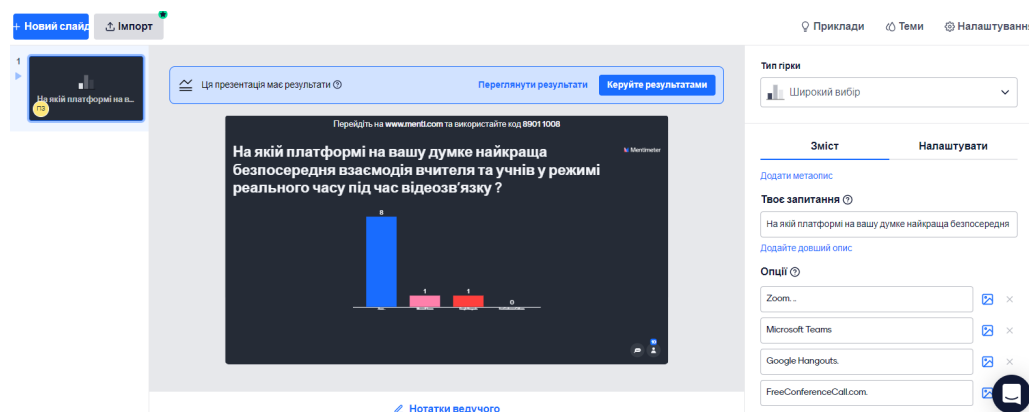 + Новий слайд
Імпорт
Приклади
Теми
Налаштування
1
На якій платформі на в...
ПЗ
Ця презентація має результати
Переглянути результати
Керуйте результатами
Перейдіть на www.menti.com та використайте код 8901 1008
На якій платформі на вашу думке найкраща
безпосередня взаємодія вчителя та учнів у режимі
реального часу під час відеозв'язку ?
Mentimeter
8
1
1
0
10
Нотатки ведучого
Тип гірки
Широкий вибір
Зміст
Налаштувати
Додати метаопис
Твоє запитання
На якій платформі на вашу думке найкраща безпосередня
Додайте довший опис
Опції
Zoom. .
Microsoft Teams
Google Hangouts.
FreeConferenceCall.com.